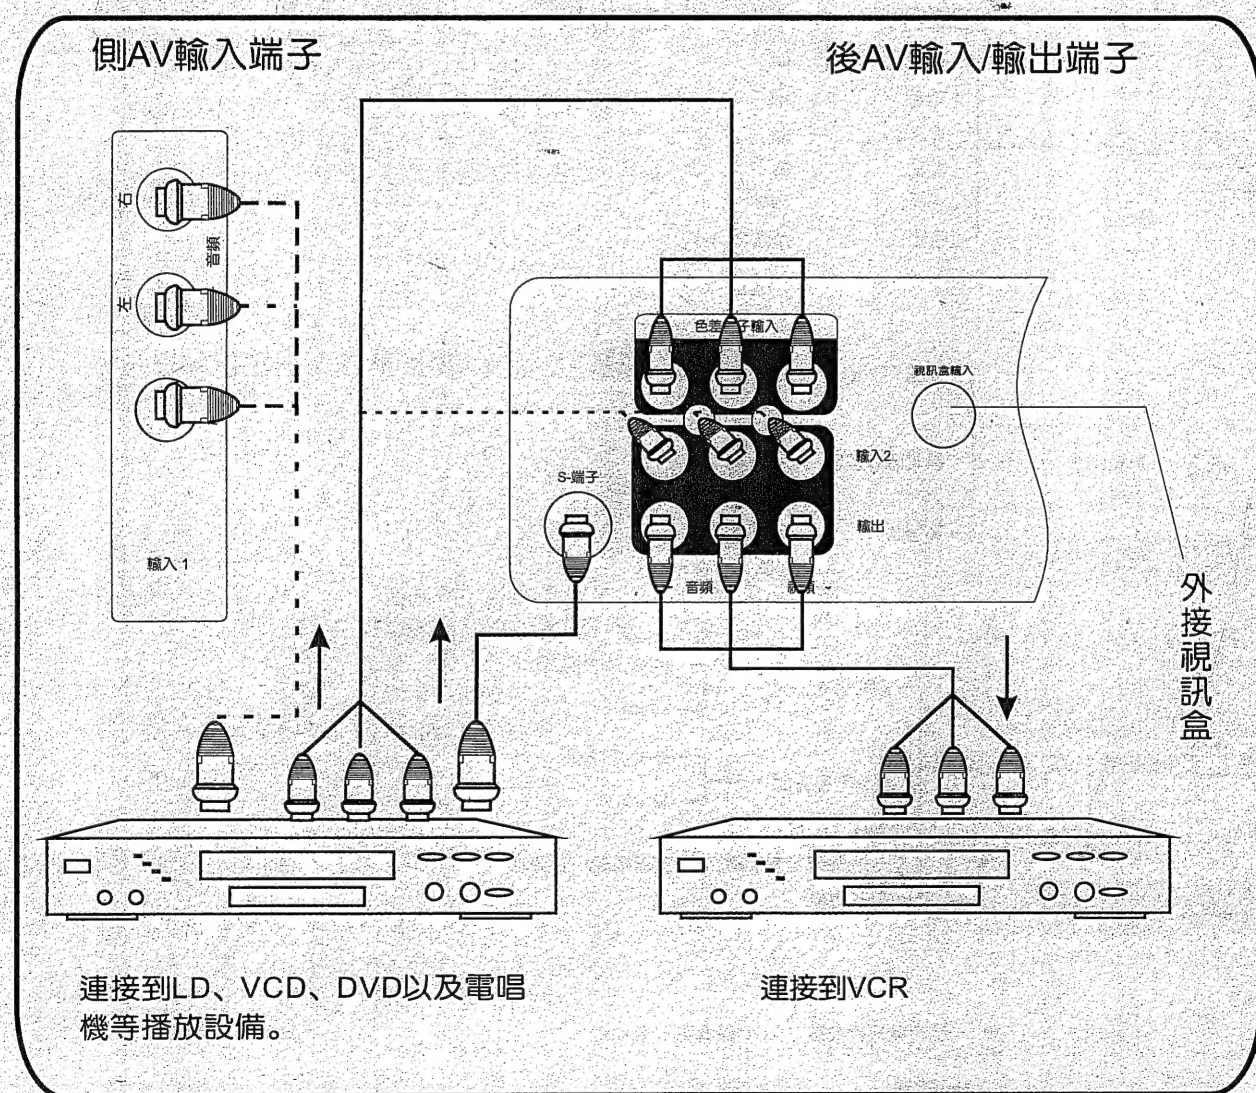 側AV輸入端子
後AV輸入/輸出端子
右
音頻
左
輸入 1
色差 子輸入
視訊盒輸入
輸入2
S-端子
輸出
音頻
外接視訊盒
連接到LD、VCD、DVD以及電唱
機等播放設備。
連接到VCR